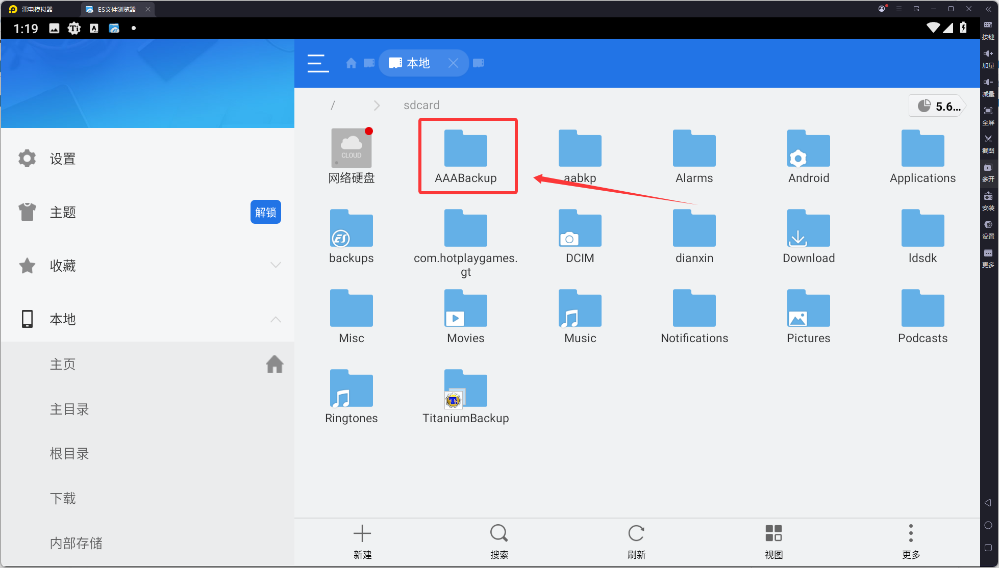 雷电模拟器
ES文件浏览器
1:19
本地
/
sdcard
5.6...
设置
主题
解锁
收藏
本地
主页
主目录
根目录
下载
内部存储
CLOUD
网络硬盘
AAABackup
aabkp
Alarms
Android
Applications
ES
backups
com.hotplaygames.
gt
DCIM
dianxin
Download
ldsdk
Misc
Movies
Music
Notifications
Pictures
Podcasts
Ringtones
TitaniumBackup
新建
搜索
刷新
视图
更多
按键
加量
减量
全屏
截图
多开
APK
安装
设置
更多